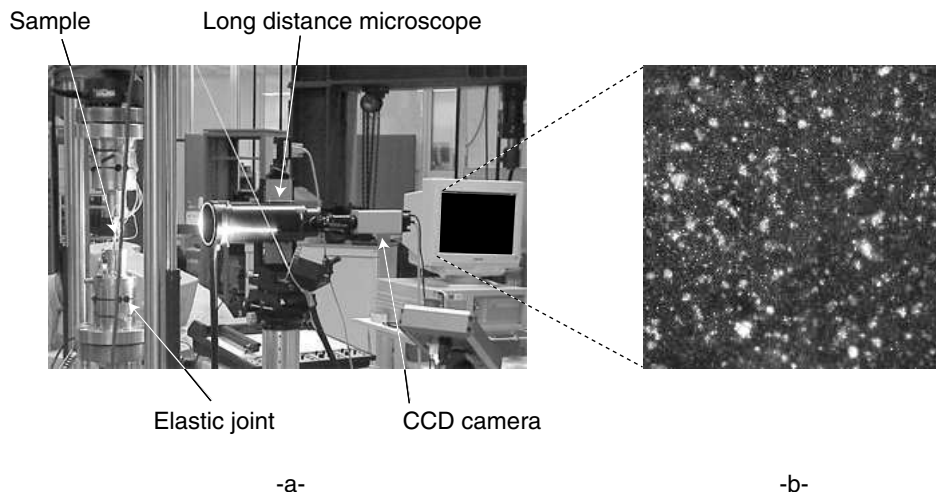 Sample
Long distance microscope
Elastic joint
CCD camera
-a-
-b-